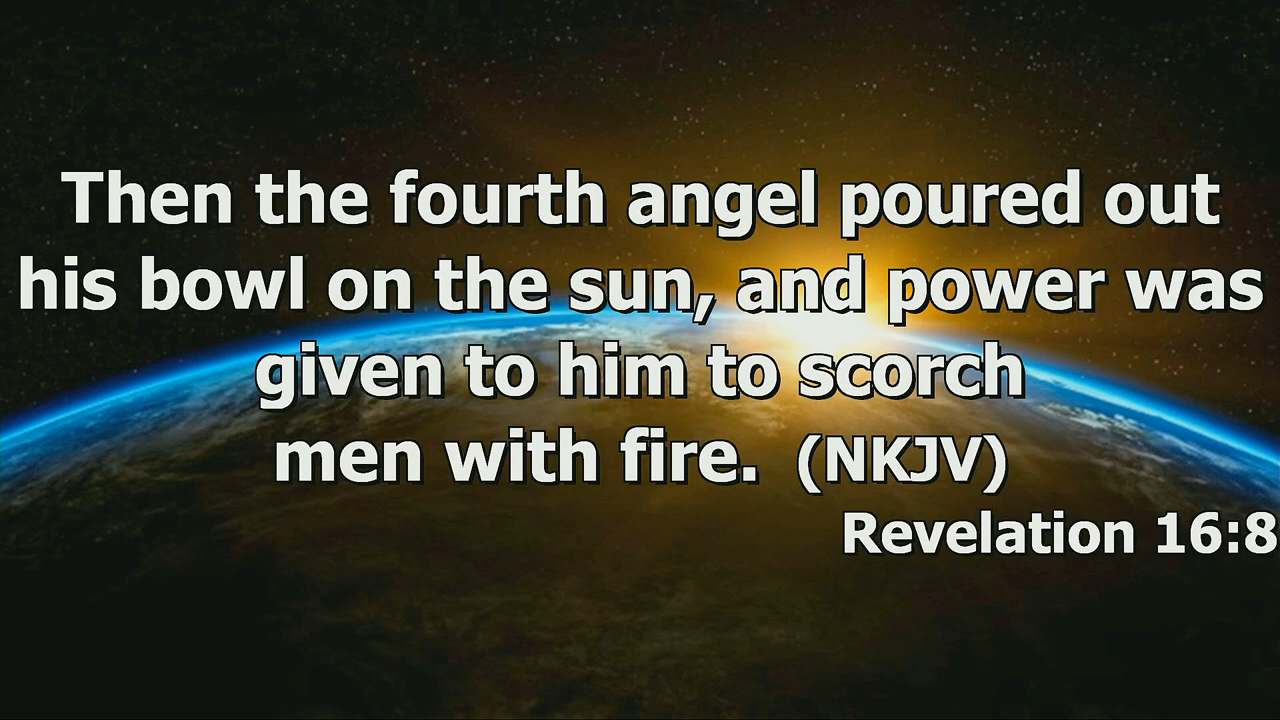 Then the fourth angel poured out
his bowl on the sun, and power was
given to him to scorch
men with fire. (NKJV)
Revelation 16:8